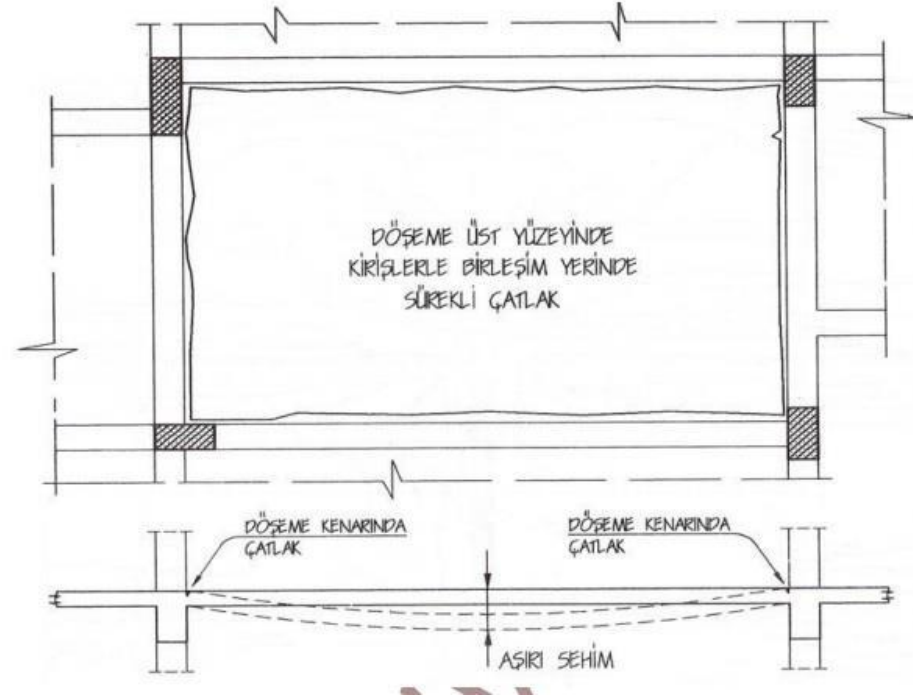 DÖŞEME ÜST YÜZEYİNDE
KİRİŞLERLE BİRLEŞİM YERİNDE
SÜREKLİ ÇATLAK
DÖŞEME KENARINDA
ÇATLAK
DÖŞEME KENARINDA
ÇATLAK
AŞIRI SEHİM